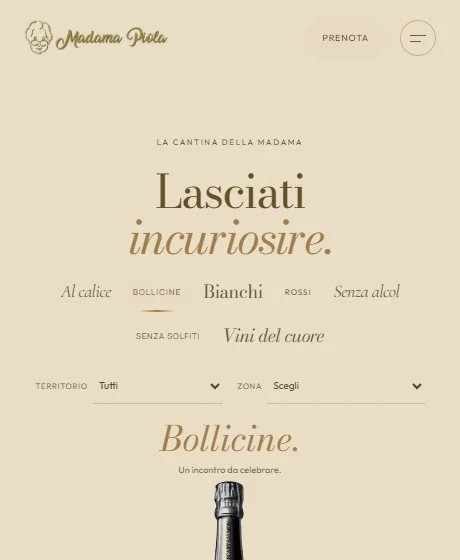 Madama Piola
PRENOTA
LA CANTINA DELLA MADAMA
Lasciati
incuriosire.
Al calice BOLLICINE Bianchi ROSSI Senza alcol
SENZA SOLFITI Vini del cuore
TERRITORIO Tutti ZONA Scegli
Bollicine.
Un incontro da celebrare.